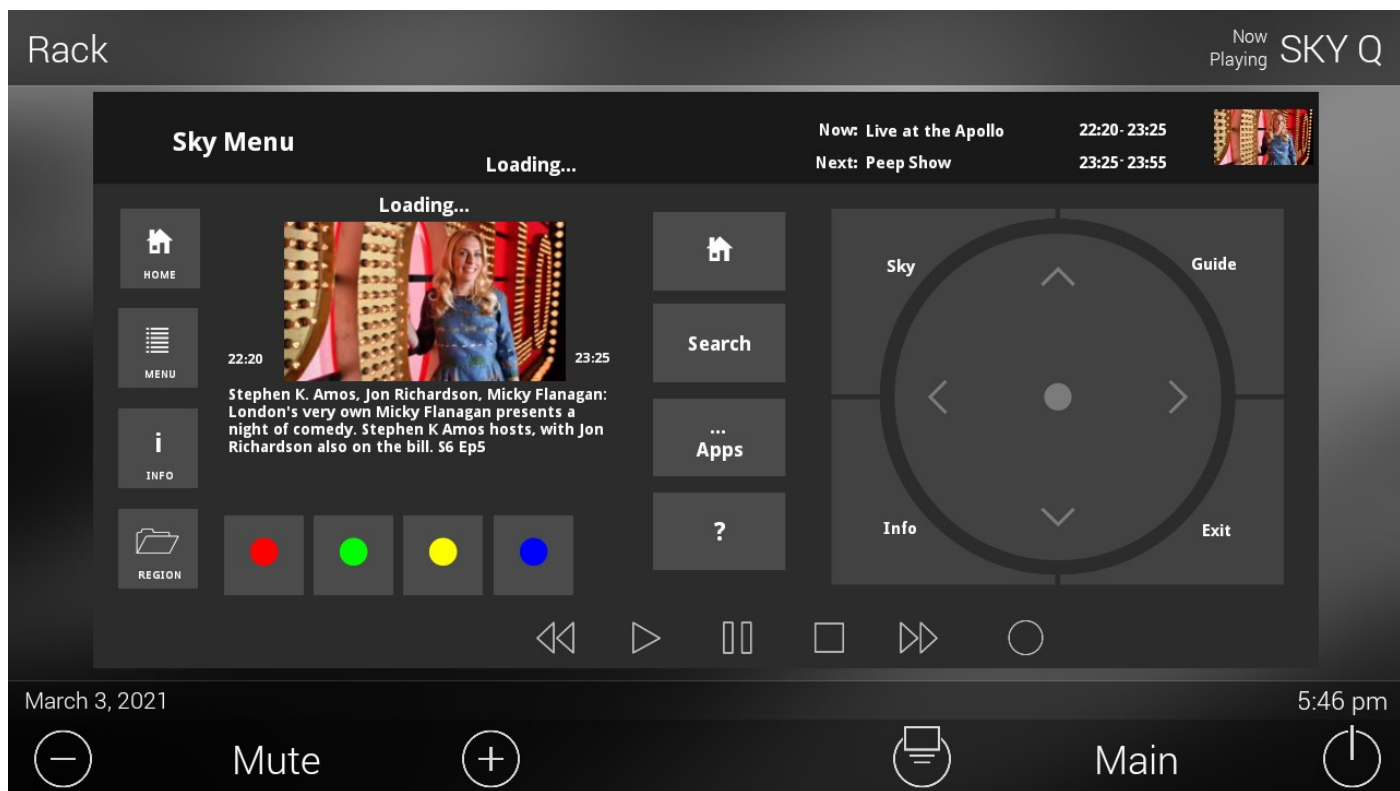 Rack
Now Playing SKY Q
Sky Menu
Loading...
Now: Live at the Apollo 22:20-23:25
Next: Peep Show 23:25-23:55
Loading...
HOME
MENU
i
INFO
REGION
22:20
23:25
Stephen K. Amos, Jon Richardson, Micky Flanagan:
London's very own Micky Flanagan presents a
night of comedy. Stephen K Amos hosts, with Jon
Richardson also on the bill. S6 Ep5
Search
...
Apps
?
Sky
Guide
Info
Exit
March 3, 2021
5:46 pm
Mute
Main